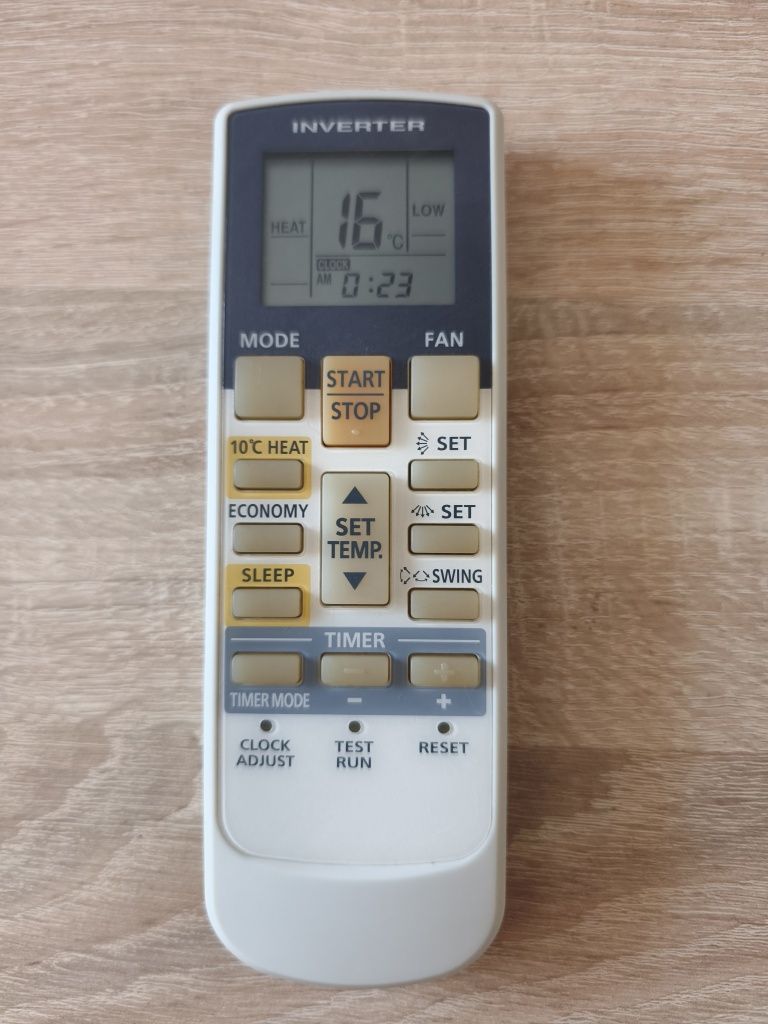 INVERTER
HEAT
16 °C
LOW
CLOCK
AM 0:23
MODE
FAN
START
STOP
10°C HEAT
SET
ECONOMY
SET
SET
TEMP.
SLEEP
SWING
TIMER
− +
TIMER MODE − +
CLOCK
ADJUST
TEST
RUN
RESET